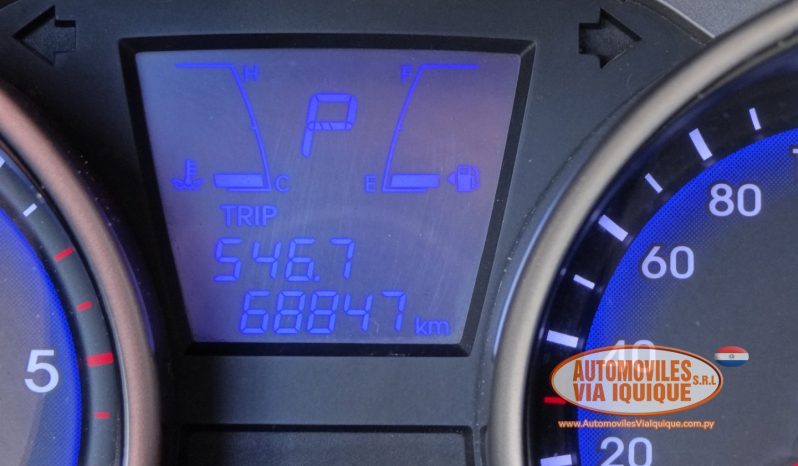 H
F
P
C
E
TRIP
546.7
68847 km
5
80
60
40
20
AUTOMOVILES
VIA IQUIQUE S.R.L
www.AutomovilesViaIquique.com.py